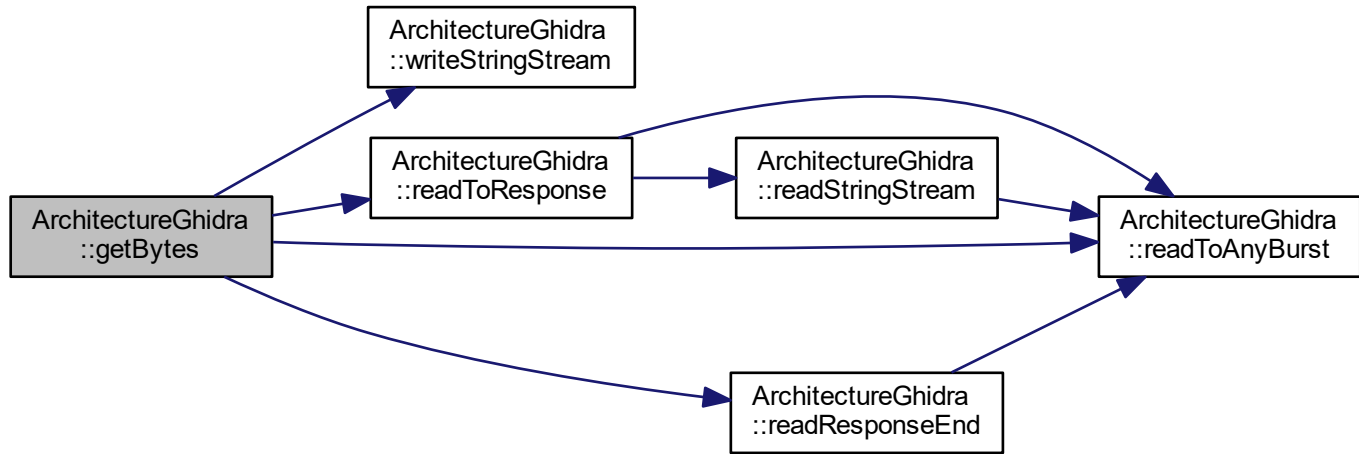 ArchitectureGhidra
::writeStringStream
ArchitectureGhidra
::readToResponse
ArchitectureGhidra
::readStringStream
ArchitectureGhidra
::getBytes
ArchitectureGhidra
::readToAnyBurst
ArchitectureGhidra
::readResponseEnd